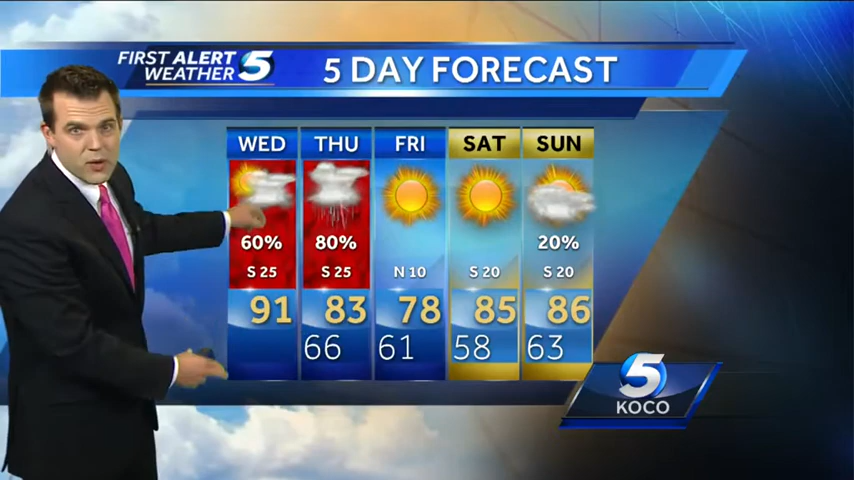 FIRST ALERT
WEATHER 5
5 DAY FORECAST
WED THU FRI SAT SUN
60% 80% 20%
S 25 S 25 N 10 S 20 S 20
91 83 78 85 86
66 61 58 63
5
KOCO